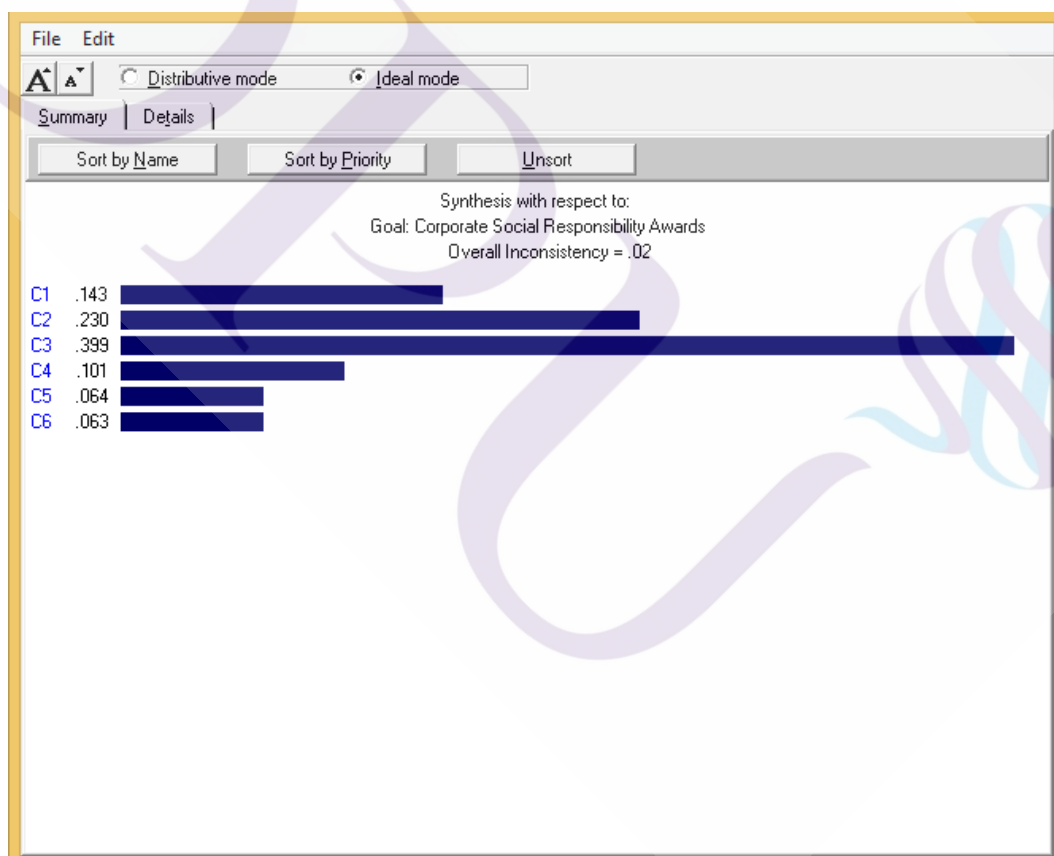 File Edit
A A Distributive mode Ideal mode
Summary Details
Sort by Name Sort by Priority Unsort
Synthesis with respect to:
Goal: Corporate Social Responsibility Awards
Overall Inconsistency = .02
C1 .143
C2 .230
C3 .399
C4 .101
C5 .064
C6 .063